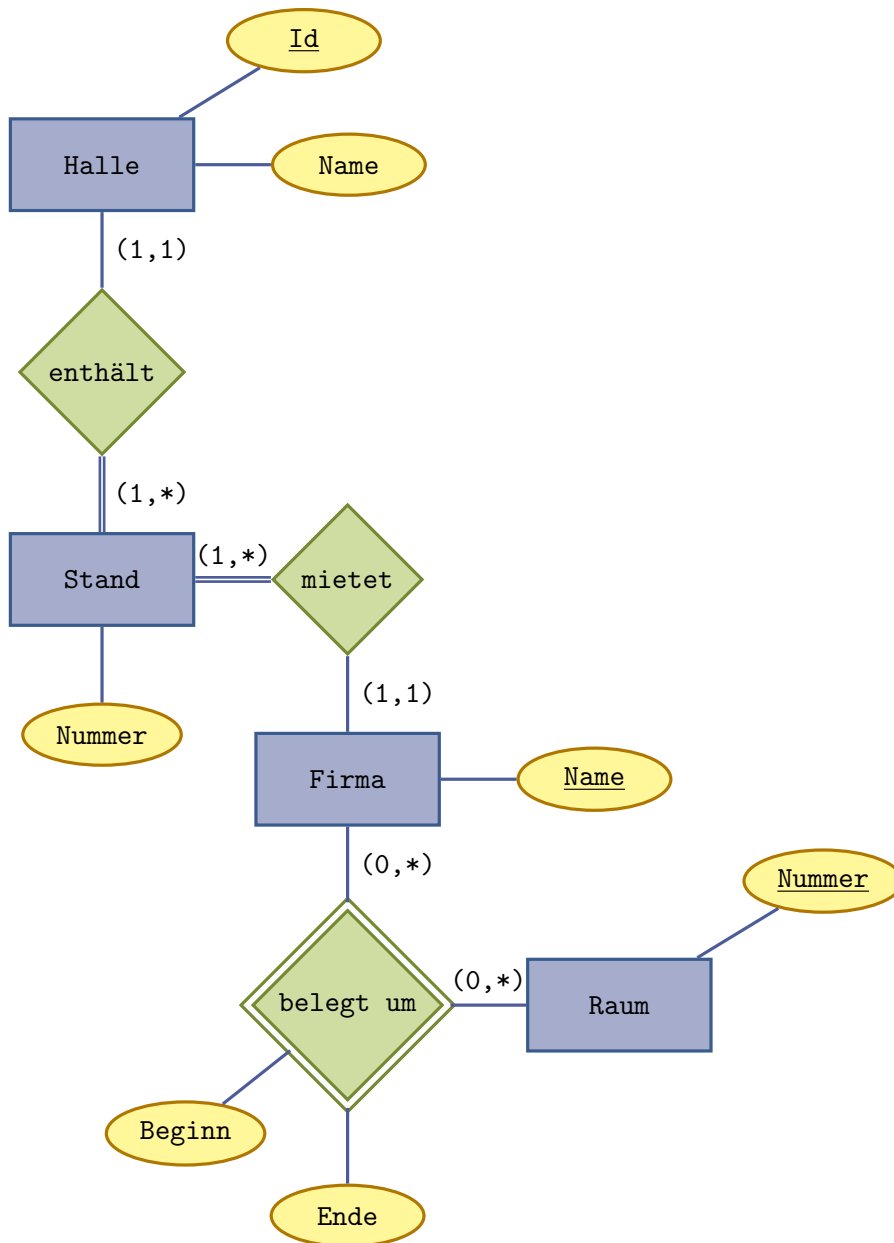 Id
Halle
Name
(1,1)
enthält
(1,*)
Stand
(1,*)
mietet
Nummer
(1,1)
Firma
Name
(0,*)
Nummer
belegt um
(0,*)
Raum
Beginn
Ende